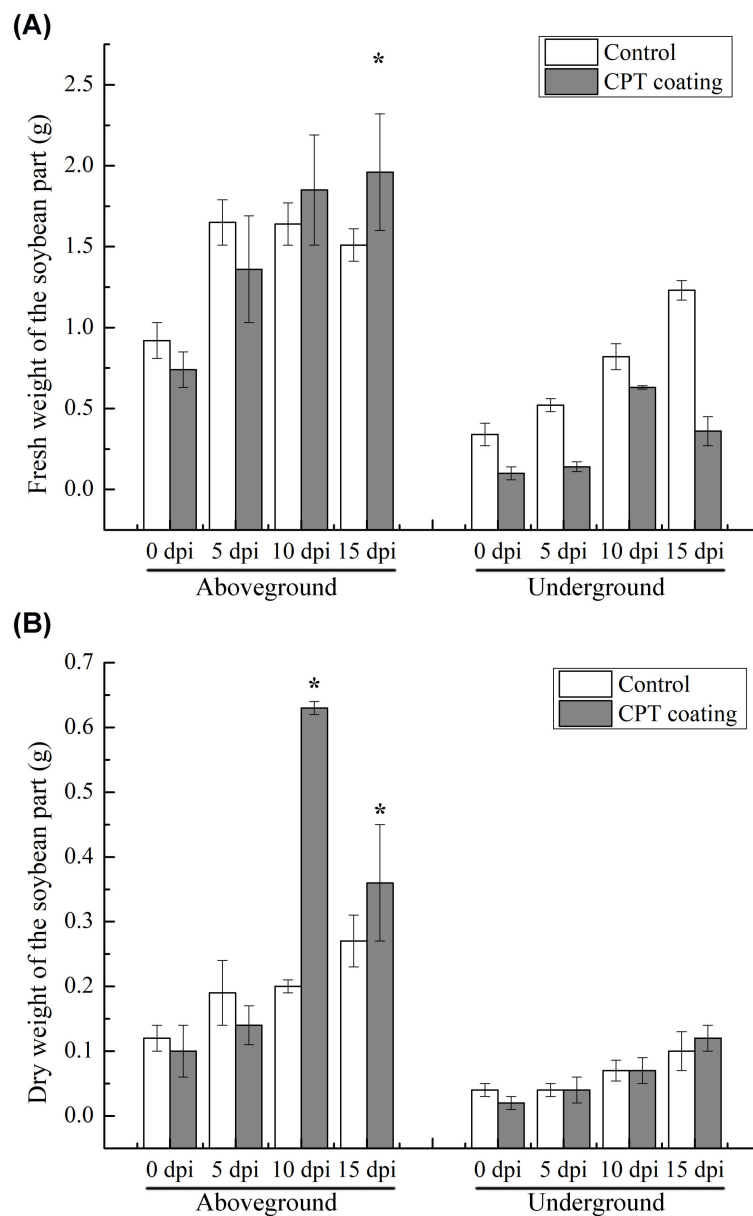 (A)
*
Control
CPT coating
Fresh weight of the soybean part (g)
2.5
2.0
1.5
1.0
0.5
0.0
0 dpi 5 dpi 10 dpi 15 dpi 0 dpi 5 dpi 10 dpi 15 dpi
Aboveground Underground
(B)
Control
CPT coating
*
*
Dry weight of the soybean part (g)
0.7
0.6
0.5
0.4
0.3
0.2
0.1
0.0
0 dpi 5 dpi 10 dpi 15 dpi 0 dpi 5 dpi 10 dpi 15 dpi
Aboveground Underground